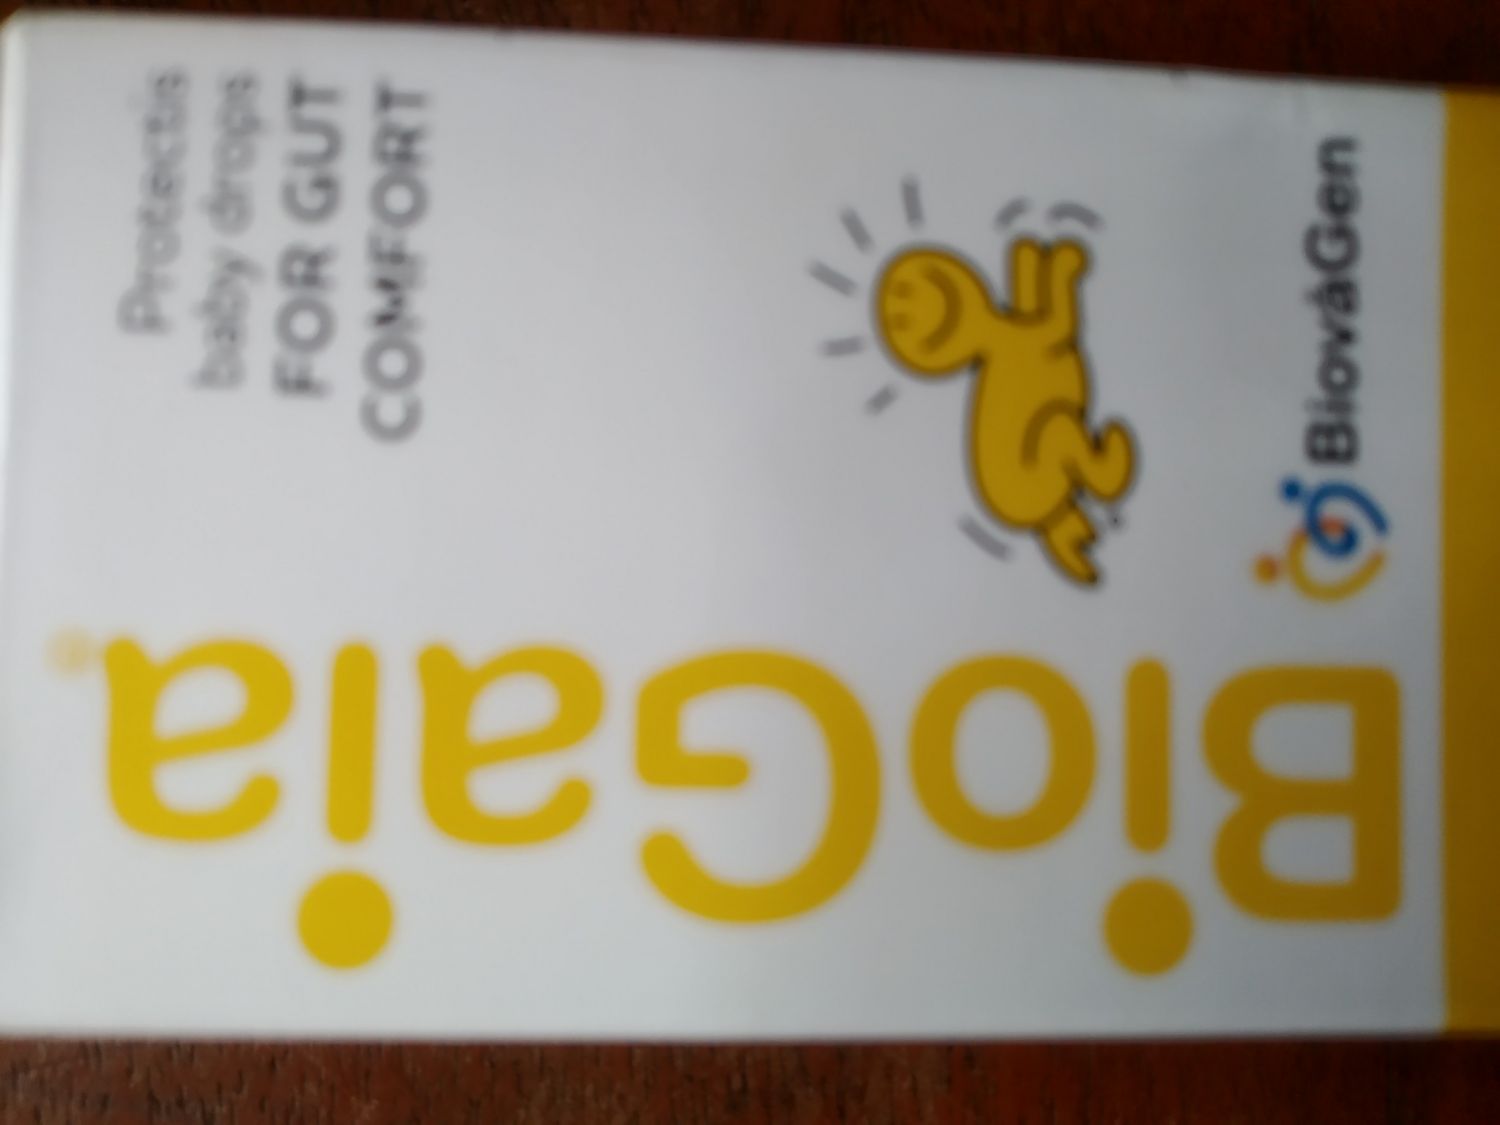 BioGaia®
Protectis
baby drops
FOR GUT
COMFORT
BiovàGen